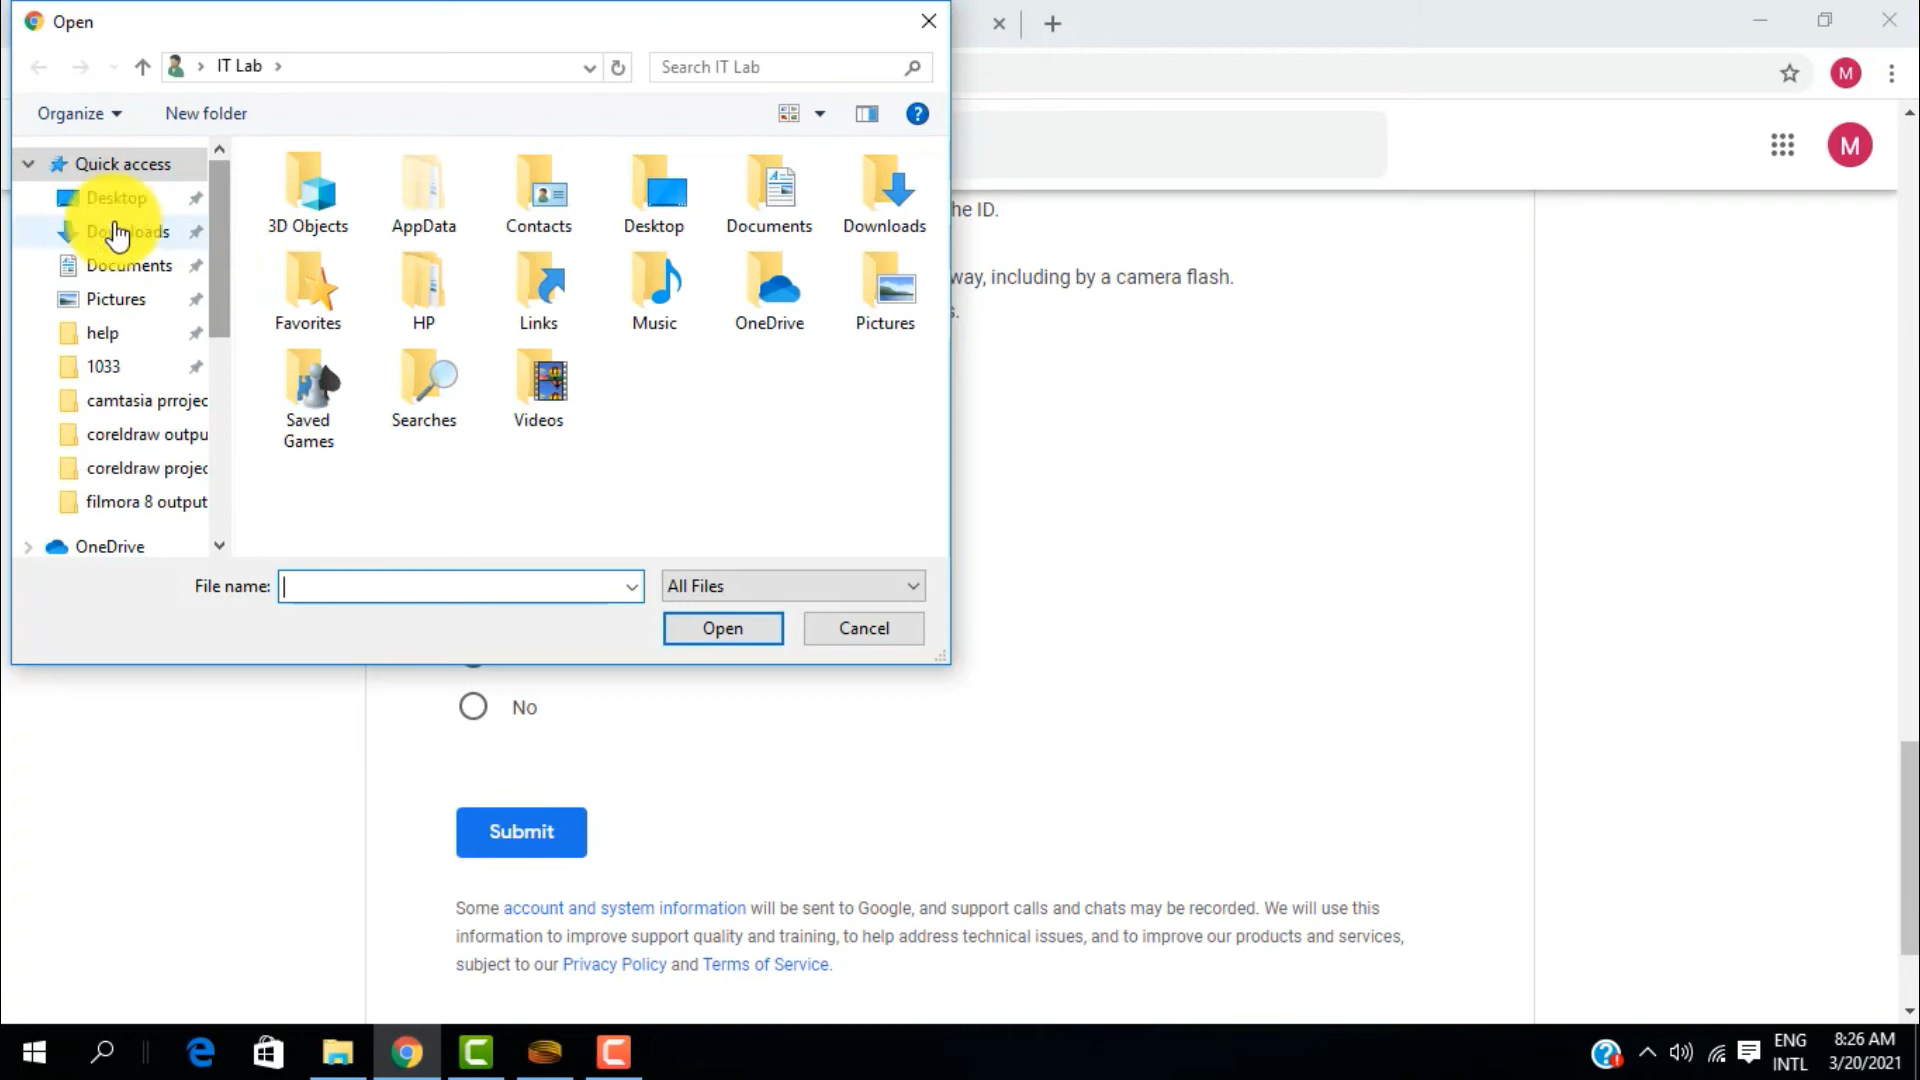 Open
IT Lab
Search IT Lab
M
Organize
New folder
?
M
Quick access
Desktop
Downloads
Documents
Pictures
help
1033
camtasia prrojec
coreldraw outpu
coreldraw projec
filmora 8 output
OneDrive
3D Objects
AppData
Contacts
Desktop
Documents
Downloads
Favorites
HP
Links
Music
OneDrive
Pictures
Saved
Games
Searches
Videos
File name:
All Files
Open
Cancel
he ID.
way, including by a camera flash.
s.
No
Submit
Some account and system information will be sent to Google, and support calls and chats may be recorded. We will use this
information to improve support quality and training, to help address technical issues, and to improve our products and services,
subject to our Privacy Policy and Terms of Service.
ENG
INTL
8:26 AM
3/20/2021